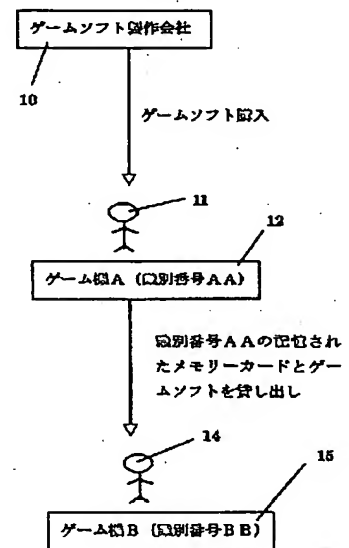 ゲームソフト製作会社
10
ゲームソフト購入
11
12
ゲーム機A（識別番号AA）
識別番号AAの記憶され
たメモリーカードとゲー
ムソフトを貸し出し
14
15
ゲーム機B（識別番号BB）